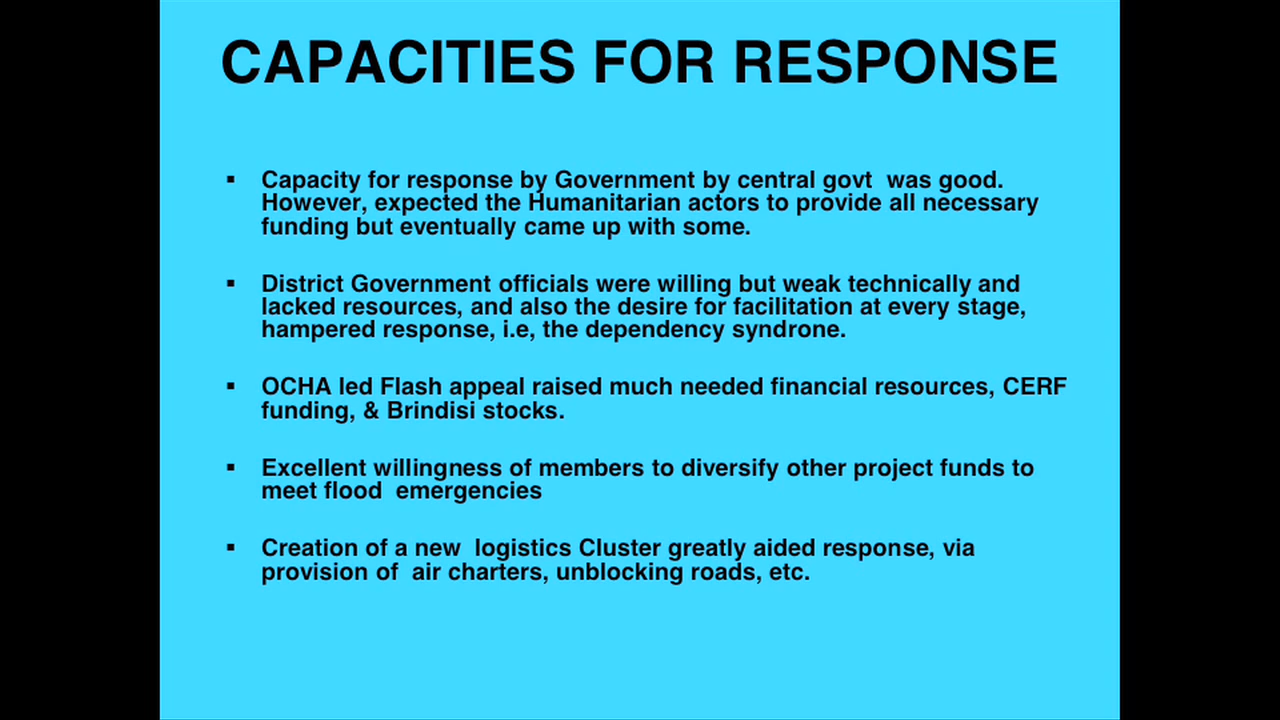 CAPACITIES FOR RESPONSE
▪ Capacity for response by Government by central govt  was good.
However, expected the Humanitarian actors to provide all necessary
funding but eventually came up with some.
▪ District Government officials were willing but weak technically and
lacked resources, and also the desire for facilitation at every stage,
hampered response, i.e, the dependency syndrone.
▪ OCHA led Flash appeal raised much needed financial resources, CERF
funding, & Brindisi stocks.
▪ Excellent willingness of members to diversify other project funds to
meet flood  emergencies
▪ Creation of a new  logistics Cluster greatly aided response, via
provision of  air charters, unblocking roads, etc.